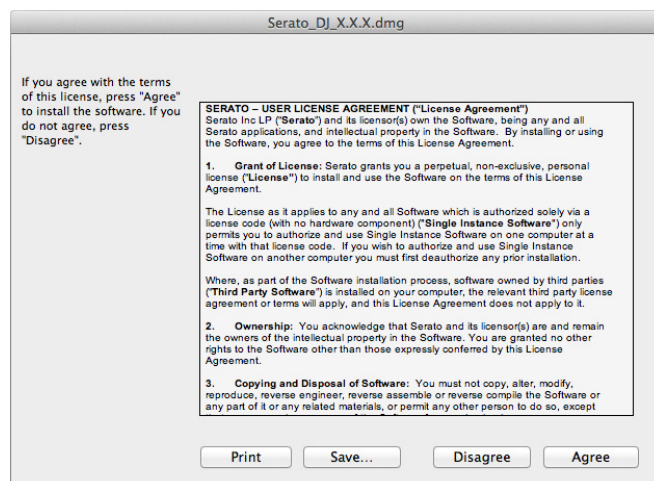 Serato_DJ_X.X.X.dmg
If you agree with the terms
of this license, press "Agree"
to install the software. If you
do not agree, press
"Disagree".
SERATO – USER LICENSE AGREEMENT ("License Agreement")
Serato Inc LP ("Serato") and its licensor(s) own the Software, being any and all
Serato applications, and intellectual property in the Software. By installing or using
the Software, you agree to the terms of this License Agreement.
1. Grant of License: Serato grants you a perpetual, non-exclusive, personal
license ("License") to install and use the Software on the terms of this License
Agreement.
The License as it applies to any and all Software which is authorized solely via a
license code (with no hardware component) ("Single Instance Software") only
permits you to authorize and use Single Instance Software on one computer at a
time with that license code. If you wish to authorize and use Single Instance
Software on another computer you must first deauthorize any prior installation.
Where, as part of the Software installation process, software owned by third parties
("Third Party Software") is installed on your computer, the relevant third party license
agreement or terms will apply, and this License Agreement does not apply to it.
2. Ownership: You acknowledge that Serato and its licensor(s) are and remain
the owners of the intellectual property in the Software. You are granted no other
rights to the Software other than those expressly conferred by this License
Agreement.
3. Copying and Disposal of Software: You must not copy, alter, modify,
reproduce, reverse engineer, reverse assemble or reverse compile the Software or
any part of it or any related materials, or permit any other person to do so, except
Print Save... Disagree Agree